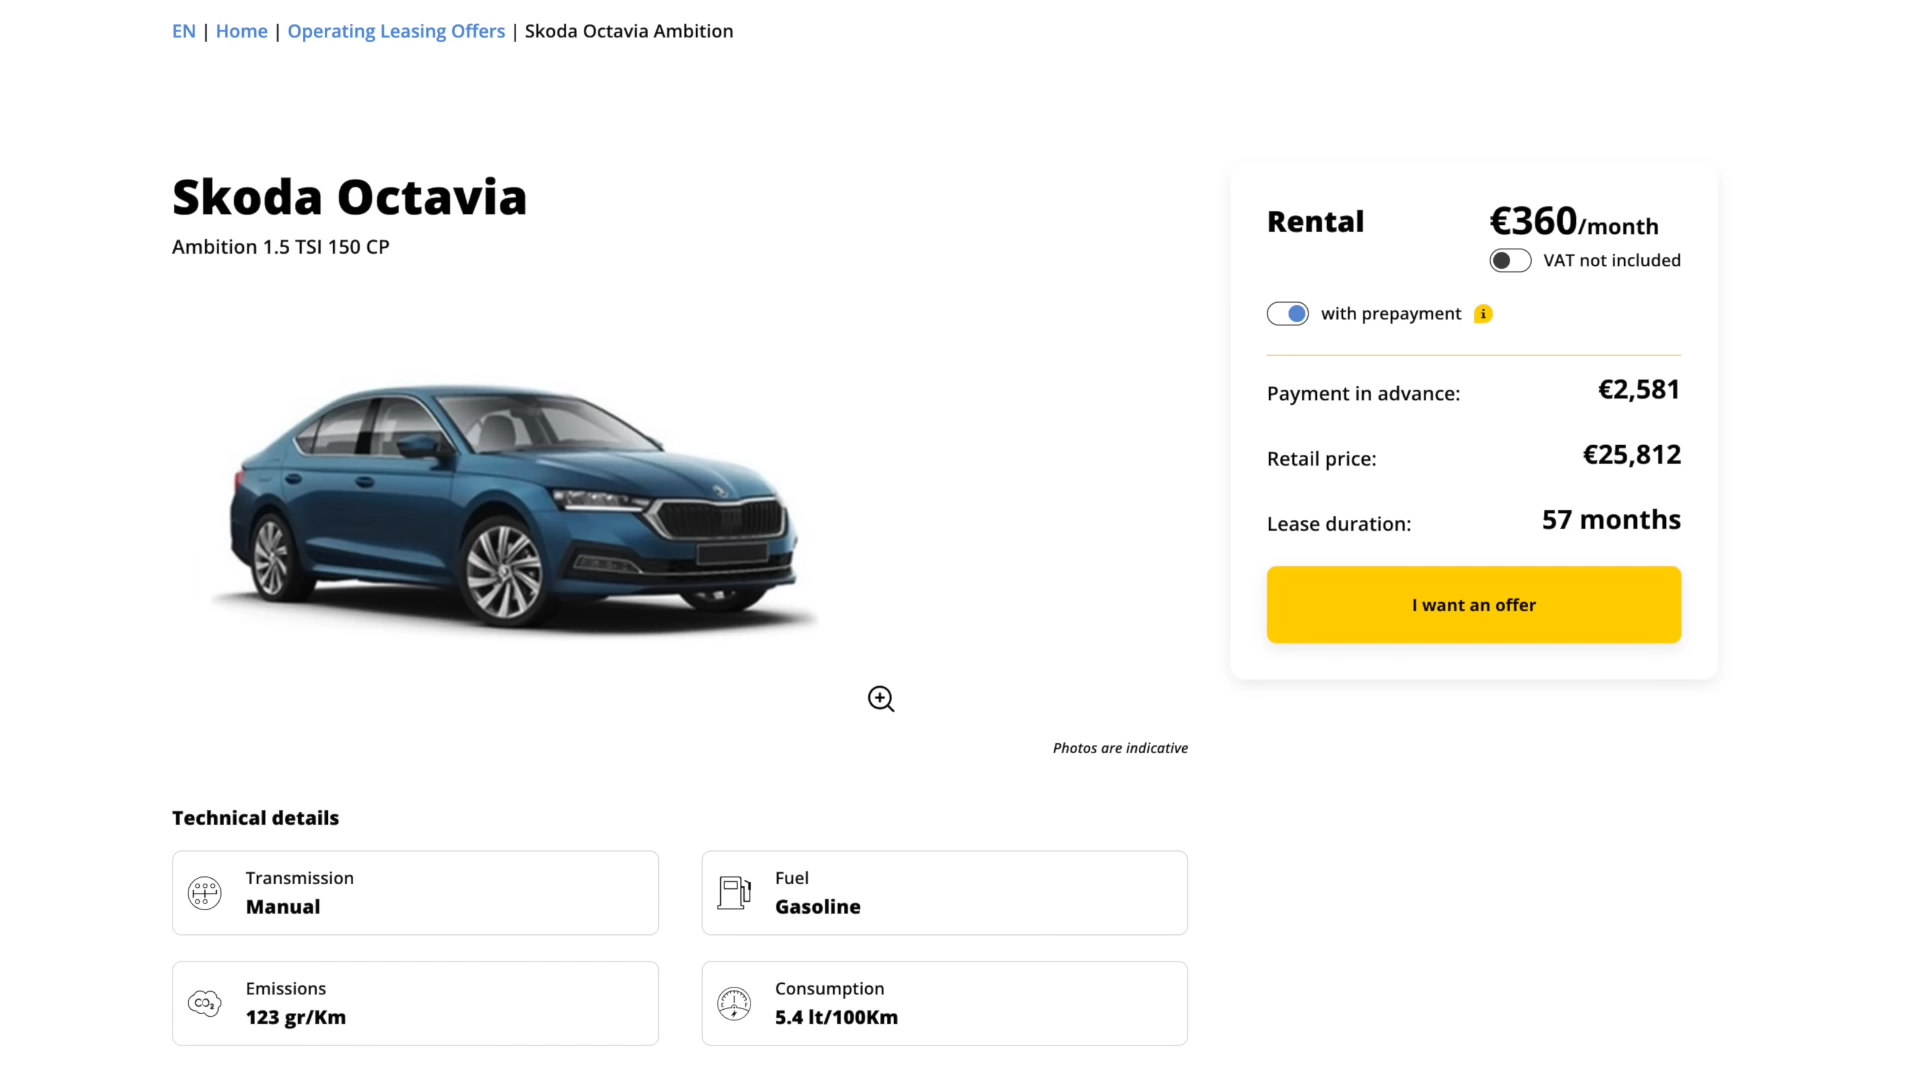 EN | Home | Operating Leasing Offers | Skoda Octavia Ambition
Skoda Octavia
Ambition 1.5 TSI 150 CP
Rental
€360/month
VAT not included
with prepayment
Payment in advance: €2,581
Retail price: €25,812
Lease duration: 57 months
I want an offer
Photos are indicative
Technical details
Transmission
Manual
Fuel
Gasoline
CO₂
Emissions
123 gr/Km
Consumption
5.4 lt/100Km